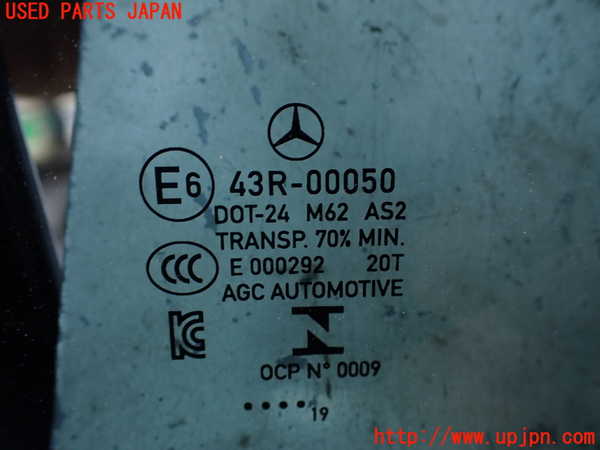 USED PARTS JAPAN
E6 43R-00050
DOT-24 M62 AS2
TRANSP. 70% MIN.
CCC E 000292 20T
AGC AUTOMOTIVE
KC N
OCP N° 0009
•••• 19
http://www.upjpn.com/